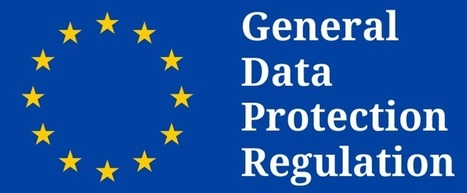 General
Data
Protection
Regulation